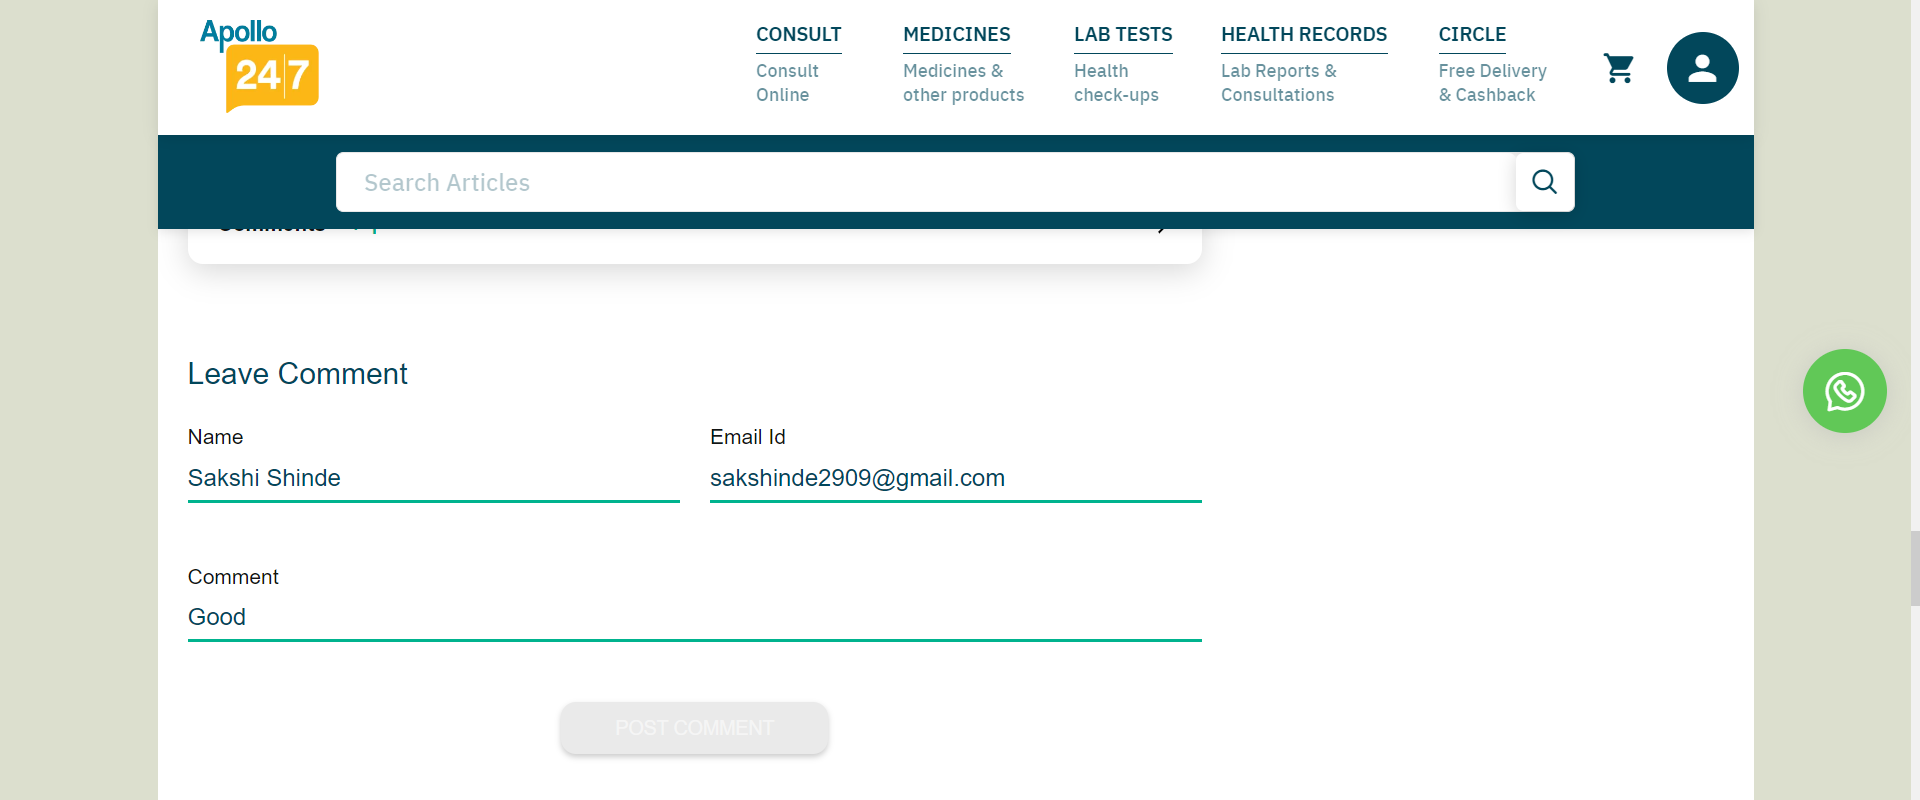 Apollo
24|7
CONSULT
Consult
Online
MEDICINES
Medicines &
other products
LAB TESTS
Health
check-ups
HEALTH RECORDS
Lab Reports &
Consultations
CIRCLE
Free Delivery
& Cashback
Search Articles
Comments
Leave Comment
Name
Sakshi Shinde
Email Id
sakshinde2909@gmail.com
Comment
Good
POST COMMENT